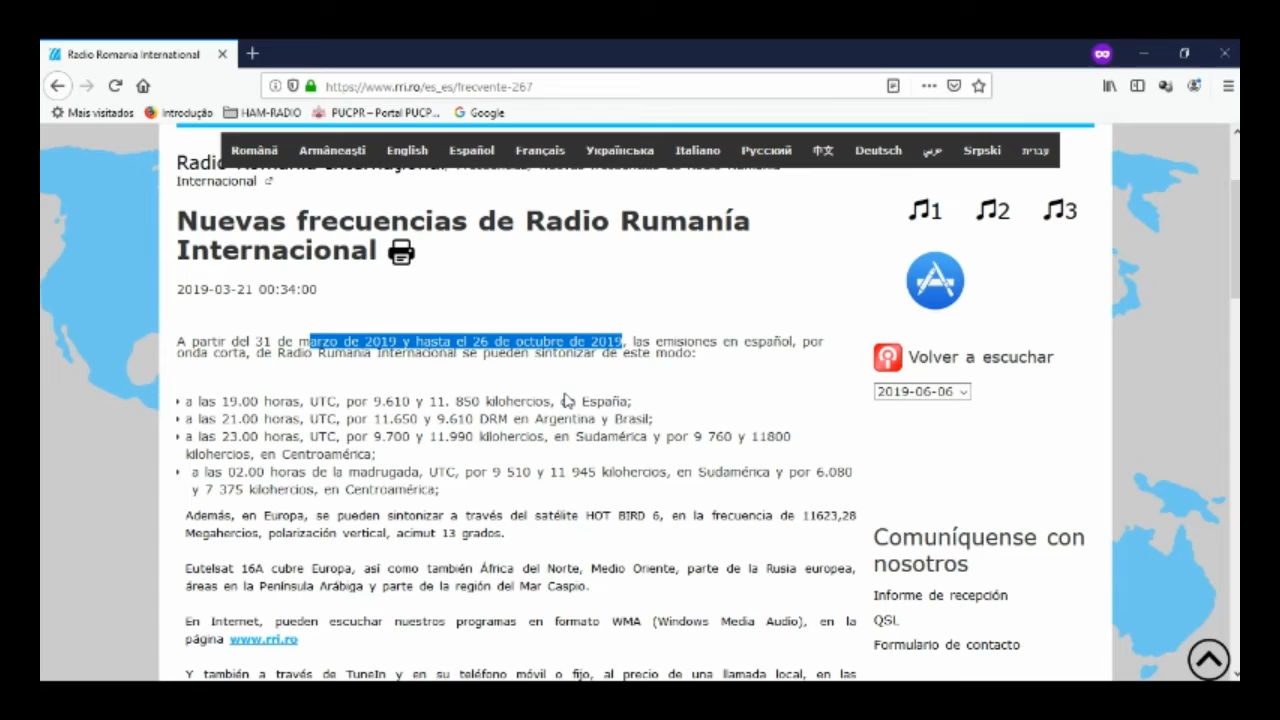 Radio Romania International
https://www.rri.ro/es_es/frecvente-267
Mais visitados Introdução HAM-RADIO PUCPR – Portal PUCP... Google
Română Armâneaşti English Español Français Українська Italiano Русский 中文 Deutsch عربي Srpski עברית
Internacional
Nuevas frecuencias de Radio Rumanía
Internacional
2019-03-21 00:34:00
A partir del 31 de marzo de 2019 y hasta el 26 de octubre de 2019, las emisiones en español, por
onda corta, de Radio Rumania Internacional se pueden sintonizar de este modo:
a las 19.00 horas, UTC, por 9.610 y 11. 850 kilohercios, España;
a las 21.00 horas, UTC, por 11.650 y 9.610 DRM en Argentina y Brasil;
a las 23.00 horas, UTC, por 9.700 y 11.990 kilohercios, en Sudamérica y por 9 760 y 11800
kilohercios, en Centroamérica;
a las 02.00 horas de la madrugada, UTC, por 9 510 y 11 945 kilohercios, en Sudamérica y por 6.080
y 7 375 kilohercios, en Centroamérica;
Además, en Europa, se pueden sintonizar a través del satélite HOT BIRD 6, en la frecuencia de 11623,28
Megahercios, polarización vertical, acimut 13 grados.
Eutelsat 16A cubre Europa, así como también África del Norte, Medio Oriente, parte de la Rusia europea,
áreas en la Península Arábiga y parte de la región del Mar Caspio.
En Internet, pueden escuchar nuestros programas en formato WMA (Windows Media Audio), en la
página www.rri.ro
Y también a través de TuneIn y en su teléfono móvil o fijo, al precio de una llamada local, en las
1 2 3
Volver a escuchar
2019-06-06
Comuníquense con
nosotros
Informe de recepción
QSL
Formulario de contacto